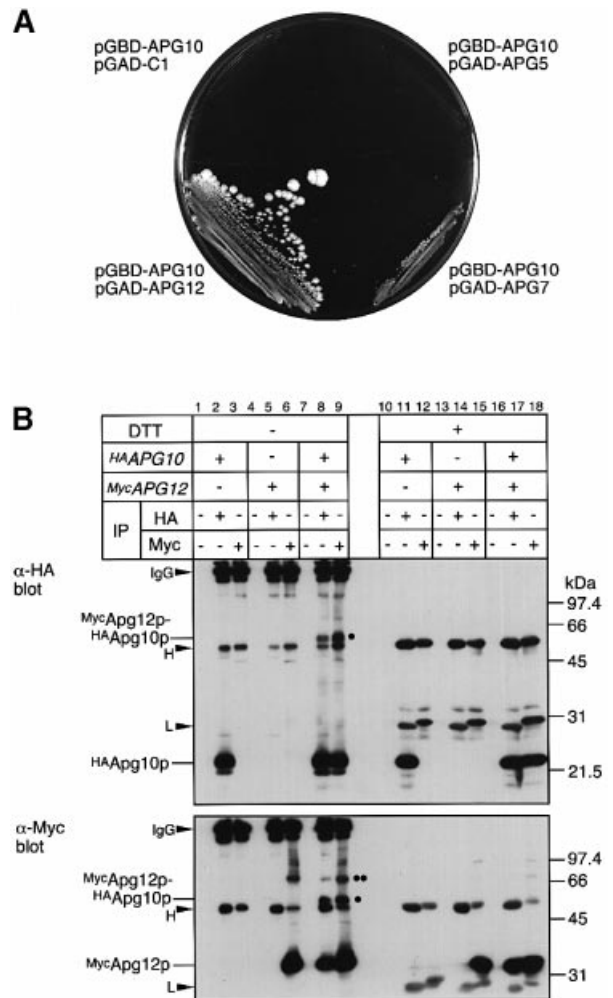 A
pGBD-APG10
pGAD-C1
pGBD-APG10
pGAD-APG5
pGBD-APG10
pGAD-APG12
pGBD-APG10
pGAD-APG7
B
1 2 3 4 5 6 7 8 9 10 11 12 13 14 15 16 17 18
DTT - +
HAAPG10 + - + + - +
MycAPG12 - + + - + +
IP HA - + - - + - - + - - + - - + - - + -
Myc - - + - - + - - + - - + - - + - - +
α-HA
blot
IgG
kDa
97.4
MycApg12p-
HAApg10p
66
H
45
L
31
HAApg10p
21.5
α-Myc
blot
IgG
97.4
MycApg12p-
HAApg10p
66
H
45
MycApg12p
31
L